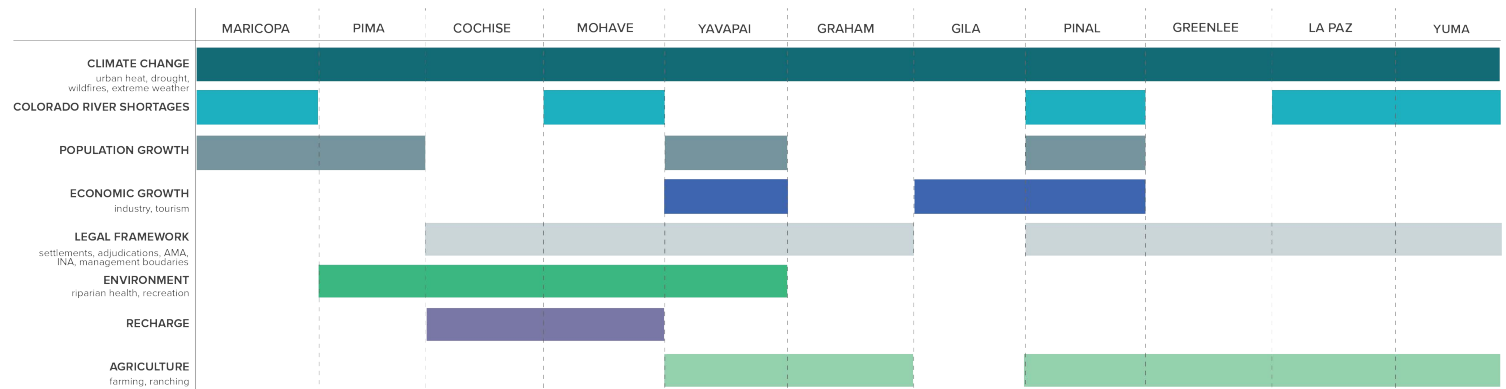 MARICOPA PIMA COCHISE MOHAVE YAVAPAI GRAHAM GILA PINAL GREENLEE LA PAZ YUMA
CLIMATE CHANGE
urban heat, drought,
wildfires, extreme weather
COLORADO RIVER SHORTAGES
POPULATION GROWTH
ECONOMIC GROWTH
industry, tourism
LEGAL FRAMEWORK
settlements, adjudications, AMA,
INA, management boudaries
ENVIRONMENT
riparian health, recreation
RECHARGE
AGRICULTURE
farming, ranching